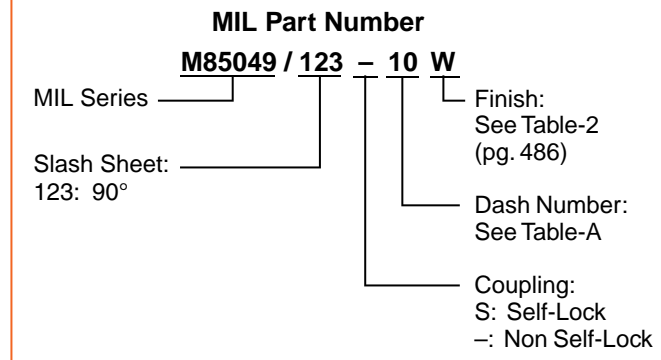 MIL Part Number
M85049 / 123 – 10 W
MIL Series
Slash Sheet:
123: 90°
Finish:
See Table-2
(pg. 486)
Dash Number:
See Table-A
Coupling:
S: Self-Lock
–: Non Self-Lock